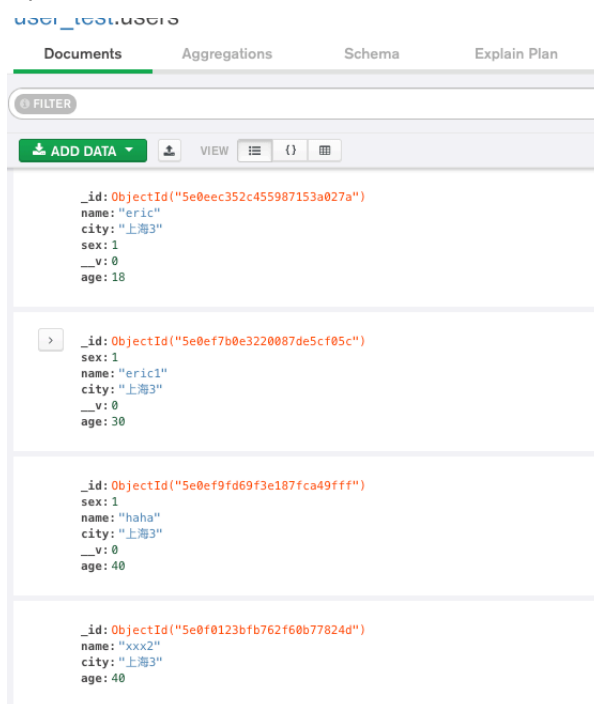 user_test.users
Documents Aggregations Schema Explain Plan
FILTER
ADD DATA VIEW {}
_id: ObjectId("5e0eec352c455987153a027a")
name: "eric"
city: "上海3"
sex: 1
__v: 0
age: 18
_id: ObjectId("5e0ef7b0e3220087de5cf05c")
sex: 1
name: "eric1"
city: "上海3"
__v: 0
age: 30
_id: ObjectId("5e0ef9fd69f3e187fca49fff")
sex: 1
name: "haha"
city: "上海3"
__v: 0
age: 40
_id: ObjectId("5e0f0123bfb762f60b77824d")
name: "xxx2"
city: "上海3"
age: 40